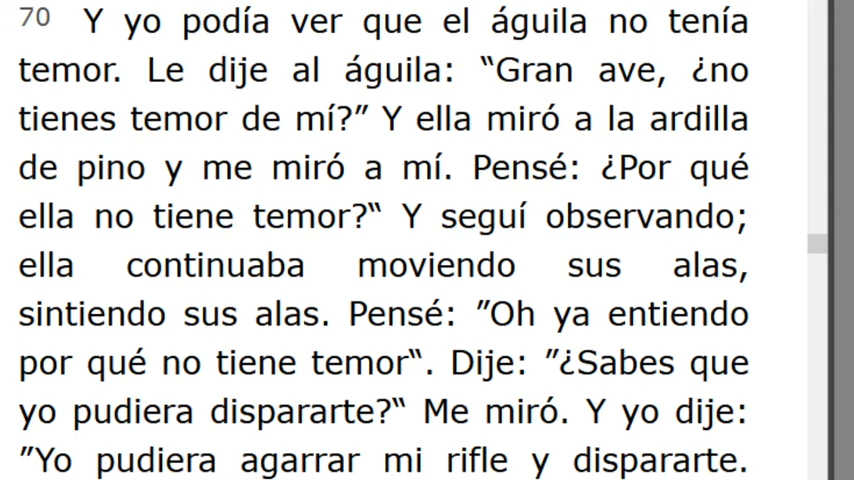 70 Y yo podía ver que el águila no tenía
temor. Le dije al águila: “Gran ave, ¿no
tienes temor de mí?” Y ella miró a la ardilla
de pino y me miró a mí. Pensé: ¿Por qué
ella no tiene temor?“ Y seguí observando;
ella continuaba moviendo sus alas,
sintiendo sus alas. Pensé: ”Oh ya entiendo
por qué no tiene temor“. Dije: ”¿Sabes que
yo pudiera dispararte?“ Me miró. Y yo dije:
”Yo pudiera agarrar mi rifle y dispararte.